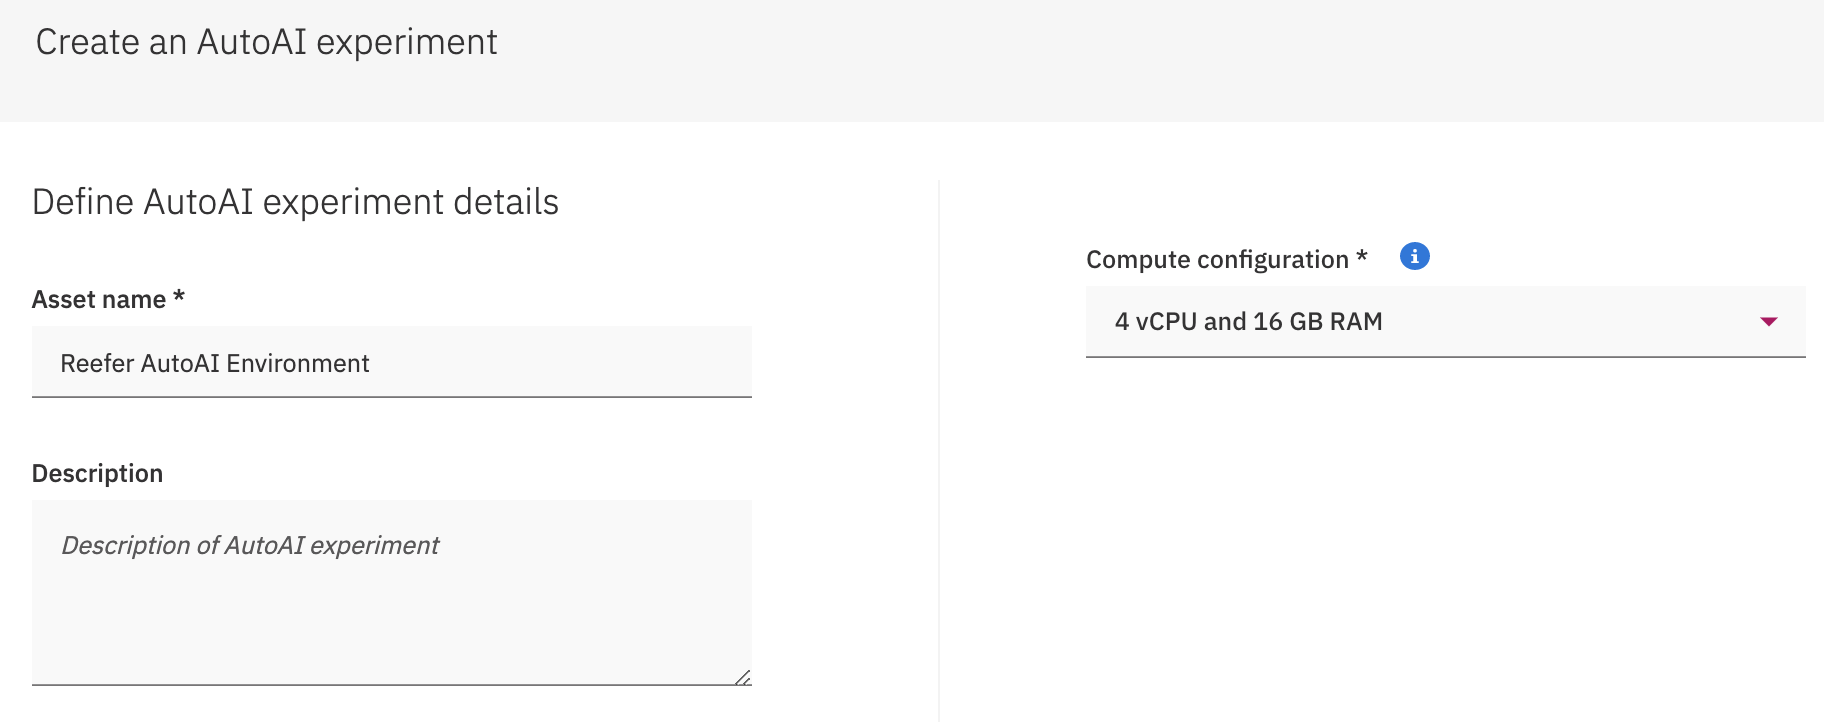 Create an AutoAI experiment
Define AutoAI experiment details
Asset name *
Reefer AutoAI Environment
Description
Description of AutoAI experiment
Compute configuration *
4 vCPU and 16 GB RAM